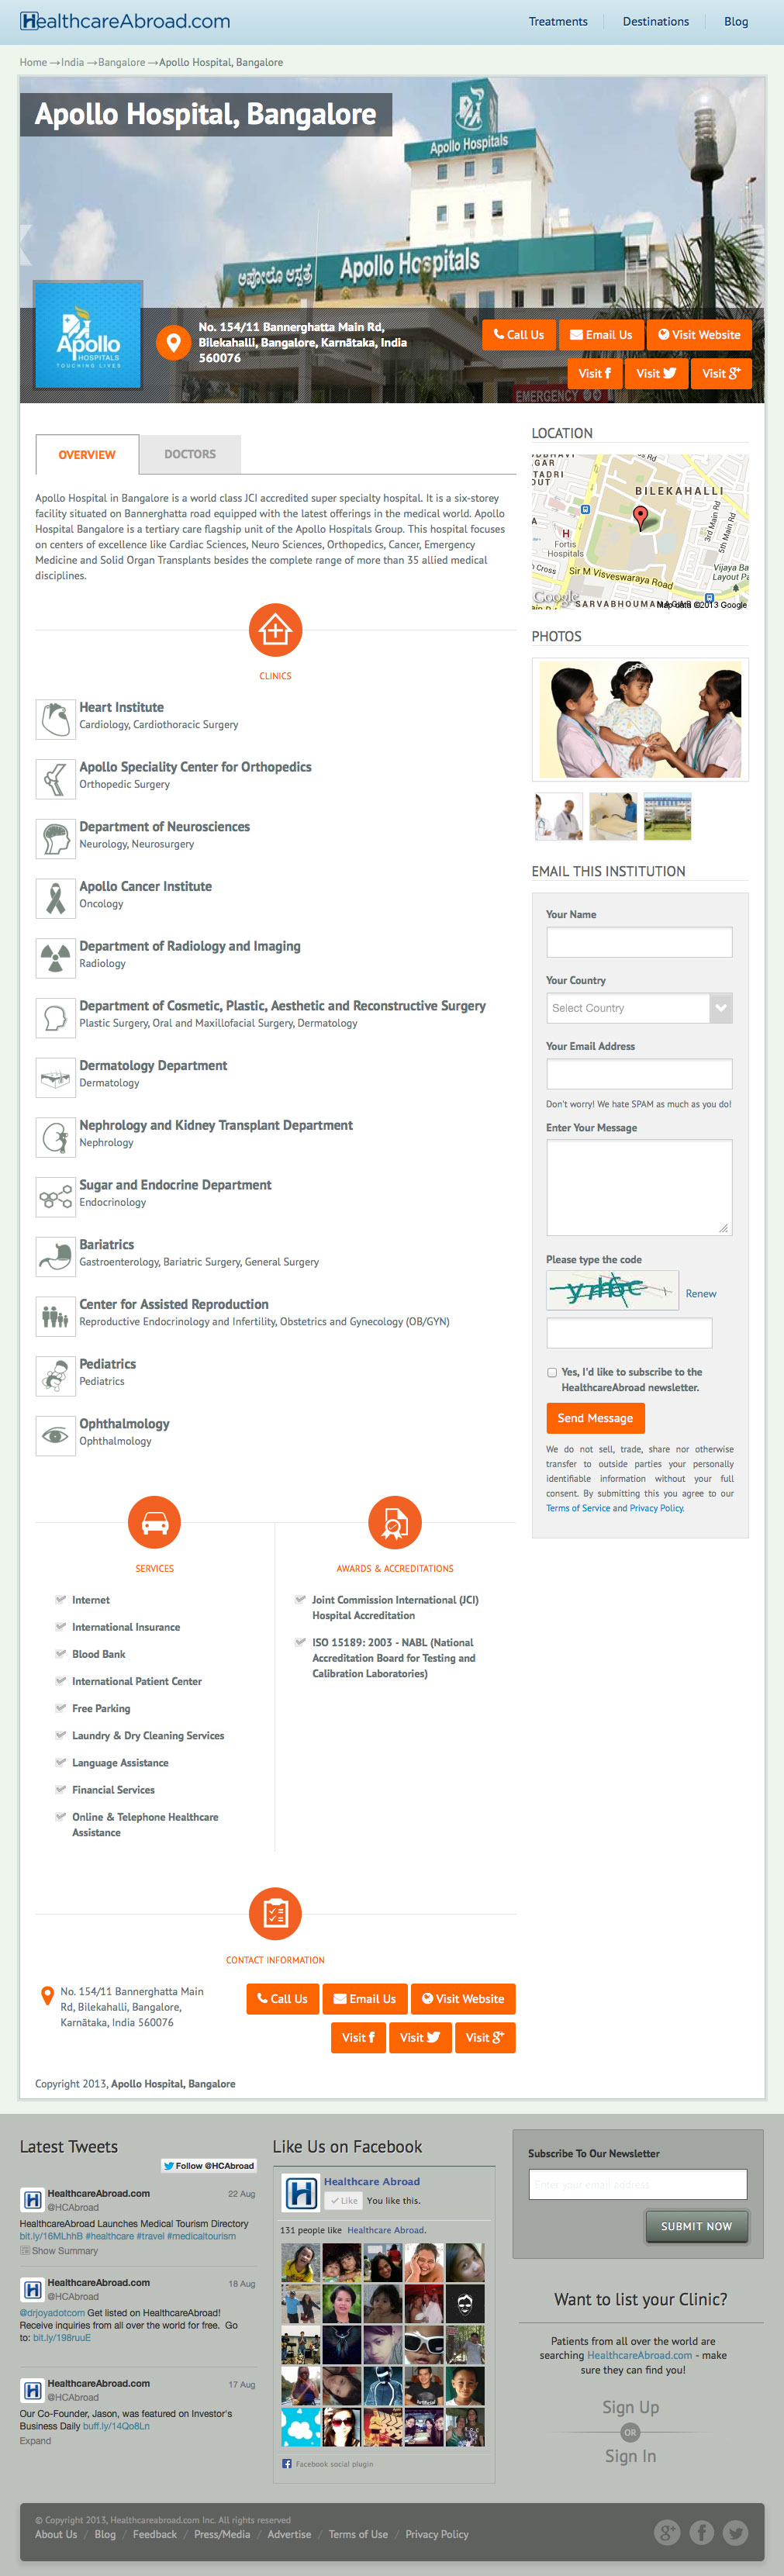 HealthcareAbroad.com
Treatments
Destinations
Blog
Home → India → Bangalore → Apollo Hospital, Bangalore
Apollo Hospital, Bangalore
Apollo Hospitals
ಅಪೋಲೊ ಆಸ್ಪತ್ರೆ Apollo Hospitals
Apollo
HOSPITALS
TOUCHING LIVES
No. 154/11 Bannerghatta Main Rd,
Bilekahalli, Bangalore, Karnātaka, India
560076
Call Us
Email Us
Visit Website
Visit f
Visit
Visit g+
EMERGENCY
OVERVIEW
DOCTORS
Apollo Hospital in Bangalore is a world class JCI accredited super specialty hospital. It is a six-storey
facility situated on Bannerghatta road equipped with the latest offerings in the medical world. Apollo
Hospital Bangalore is a tertiary care flagship unit of the Apollo Hospitals Group. This hospital focuses
on centers of excellence like Cardiac Sciences, Neuro Sciences, Orthopedics, Cancer, Emergency
Medicine and Solid Organ Transplants besides the complete range of more than 35 allied medical
disciplines.
CLINICS
Heart Institute
Cardiology, Cardiothoracic Surgery
Apollo Speciality Center for Orthopedics
Orthopedic Surgery
Department of Neurosciences
Neurology, Neurosurgery
Apollo Cancer Institute
Oncology
Department of Radiology and Imaging
Radiology
Department of Cosmetic, Plastic, Aesthetic and Reconstructive Surgery
Plastic Surgery, Oral and Maxillofacial Surgery, Dermatology
Dermatology Department
Dermatology
Nephrology and Kidney Transplant Department
Nephrology
Sugar and Endocrine Department
Endocrinology
Bariatrics
Gastroenterology, Bariatric Surgery, General Surgery
Center for Assisted Reproduction
Reproductive Endocrinology and Infertility, Obstetrics and Gynecology (OB/GYN)
Pediatrics
Pediatrics
Ophthalmology
Ophthalmology
SERVICES
Internet
International Insurance
Blood Bank
International Patient Center
Free Parking
Laundry & Dry Cleaning Services
Language Assistance
Financial Services
Online & Telephone Healthcare
Assistance
AWARDS & ACCREDITATIONS
Joint Commission International (JCI)
Hospital Accreditation
ISO 15189: 2003 - NABL (National
Accreditation Board for Testing and
Calibration Laboratories)
CONTACT INFORMATION
No. 154/11 Bannerghatta Main
Rd, Bilekahalli, Bangalore,
Karnātaka, India 560076
Call Us
Email Us
Visit Website
Visit f
Visit
Visit g+
Copyright 2013, Apollo Hospital, Bangalore
LOCATION
BILEKAHALLI
TADRI
OUT
3rd Main Rd
5th Main Rd
H
Fortis
Hospitals
Cross
Sir M Visveswaraya Road
Vijaya Ba
Layout Pa
Google
SARVABHOUMANAGAR
Map data ©2013 Google
PHOTOS
EMAIL THIS INSTITUTION
Your Name
Your Country
Select Country
Your Email Address
Don't worry! We hate SPAM as much as you do!
Enter Your Message
Please type the code
Renew
Yes, I'd like to subscribe to the
HealthcareAbroad newsletter.
Send Message
We do not sell, trade, share nor otherwise
transfer to outside parties your personally
identifiable information without your full
consent. By submitting this you agree to our
Terms of Service and Privacy Policy.
Latest Tweets
Follow @HCAbroad
HealthcareAbroad.com 22 Aug
@HCAbroad
HealthcareAbroad Launches Medical Tourism Directory
bit.ly/16MLhhB #healthcare #travel #medicaltourism
Show Summary
HealthcareAbroad.com 18 Aug
@HCAbroad
@drjoyadotcom Get listed on HealthcareAbroad!
Receive inquiries from all over the world for free. Go
to: bit.ly/198ruuE
HealthcareAbroad.com 17 Aug
@HCAbroad
Our Co-Founder, Jason, was featured on Investor's
Business Daily buff.ly/14Qo8Ln
Expand
Like Us on Facebook
Healthcare Abroad
Like You like this.
131 people like Healthcare Abroad.
Facebook social plugin
Subscribe To Our Newsletter
Enter your email address
SUBMIT NOW
Want to list your Clinic?
Patients from all over the world are
searching HealthcareAbroad.com - make
sure they can find you!
Sign Up
OR
Sign In
© Copyright 2013, Healthcareabroad.com Inc. All rights reserved
About Us / Blog / Feedback / Press/Media / Advertise / Terms of Use / Privacy Policy